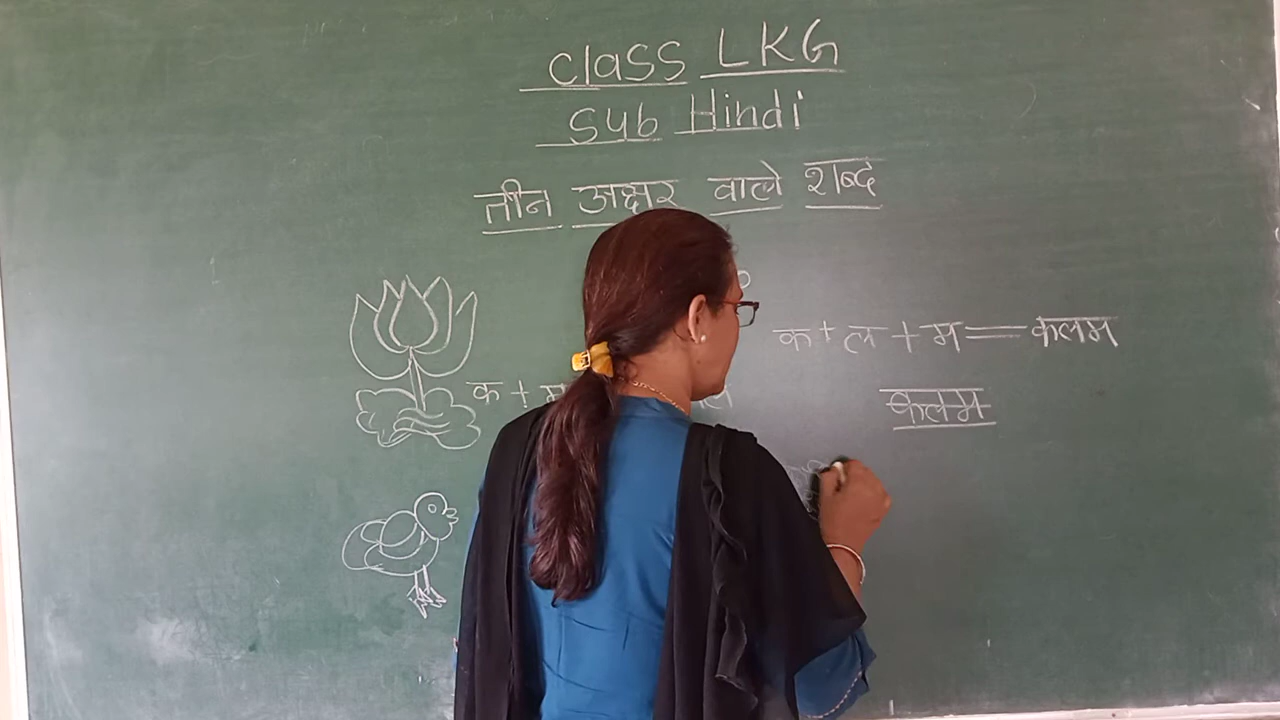 class LKG
Sub Hindi
तीन अक्षर वाले शब्द
क + ल + म = कलम
क +
कलम